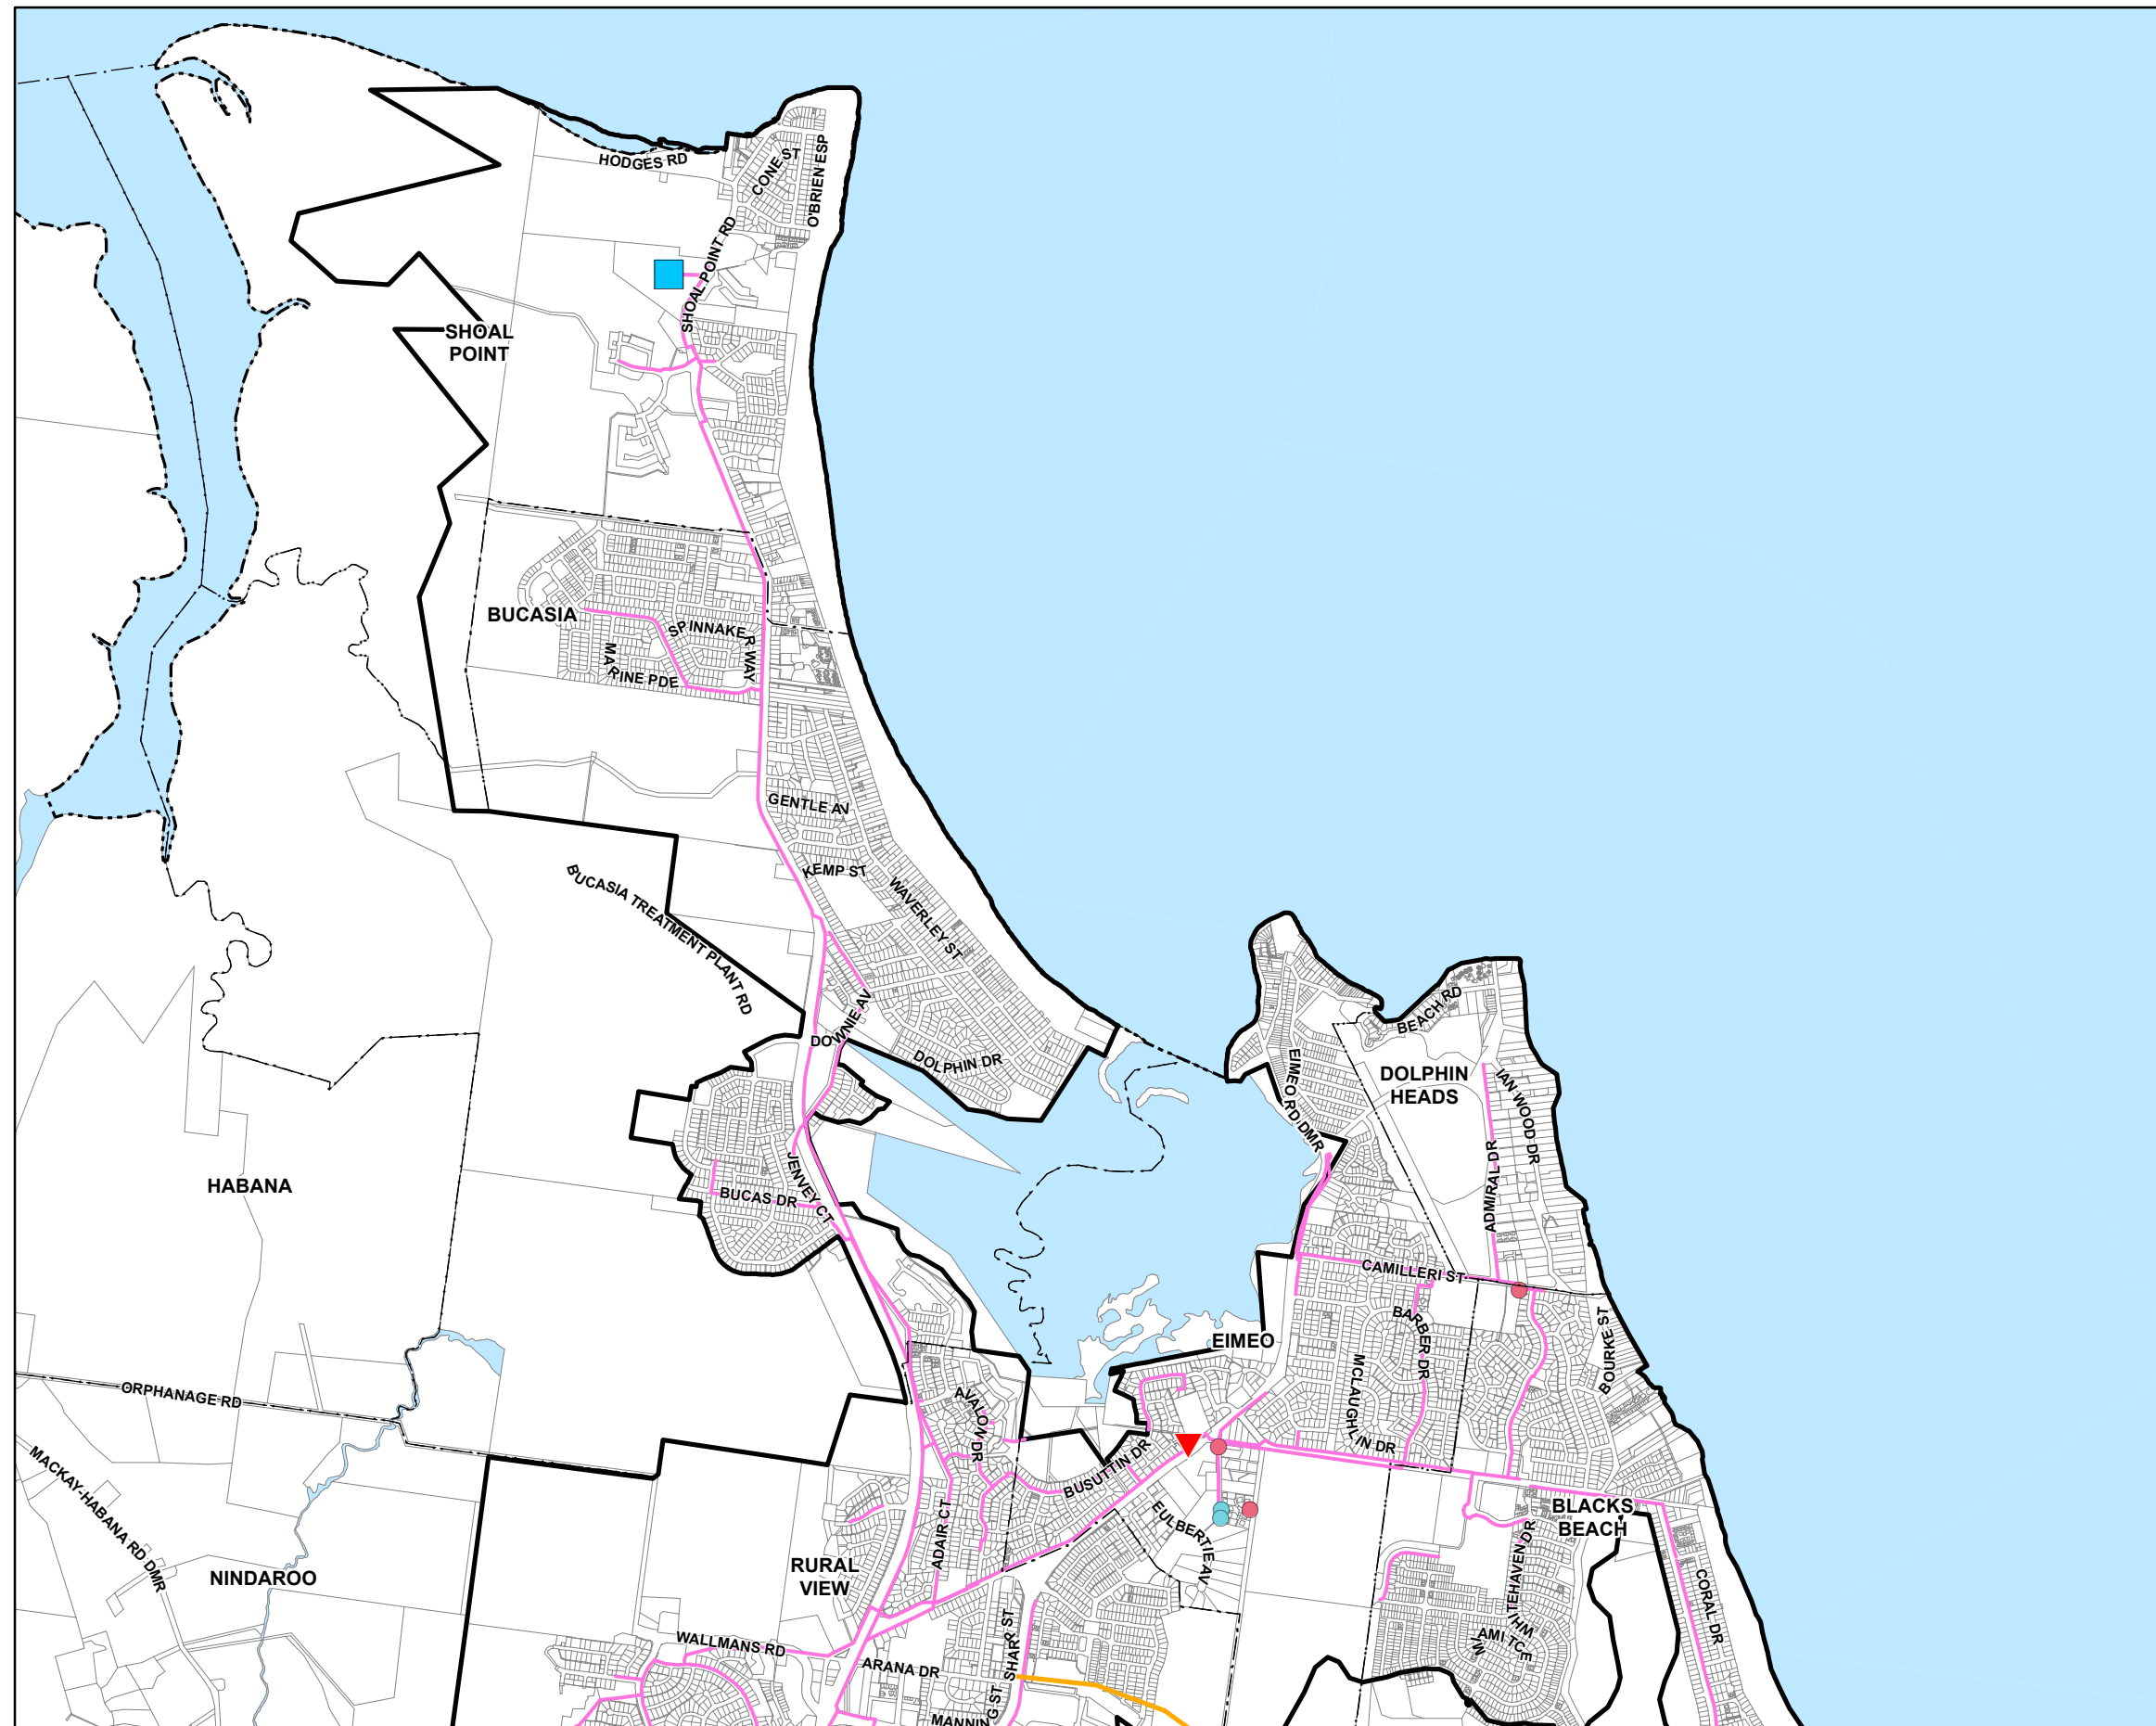 HODGES RD
CONE ST
O'BRIEN ESP
SHOAL POINT RD
SHOAL
POINT
BUCASIA
SPINNAKER WAY
MARINE PDE
GENTLE AV
KEMP ST
WAVERLEY ST
BUCASIA TREATMENT PLANT RD
DOWNIE AV
DOLPHIN DR
BEACH RD
EIMEO RD DMR
DOLPHIN
HEADS
IAN WOOD DR
ADMIRAL DR
JENVEY CT
BUCAS DR
HABANA
CAMILLERI ST
BARBER DR
BOURKE ST
EIMEO
MCLAUGHLIN DR
ORPHANAGE RD
AVALON DR
BUSUTTIN DR
MACKAY-HABANA RD DMR
EULBERTIE AV
BLACKS
BEACH
ADAIR CT
RURAL
VIEW
NINDAROO
WHITEHAVEN DR
CORAL DR
WALLMANS RD
SHARP ST
ARANA DR
MANNING ST